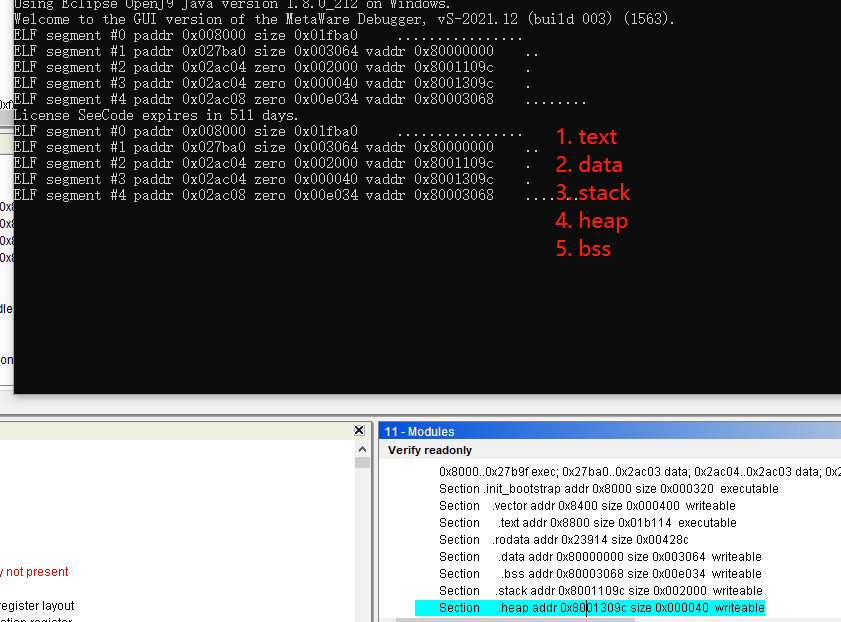 Using Eclipse OpenJ9 Java version 1.8.0_212 on Windows.
Welcome to the GUI version of the MetaWare Debugger, vS-2021.12 (build 003) (1563).
ELF segment #0 paddr 0x008000 size 0x01fba0 ................
ELF segment #1 paddr 0x027ba0 size 0x003064 vaddr 0x80000000 ..
ELF segment #2 paddr 0x02ac04 zero 0x002000 vaddr 0x8001109c .
ELF segment #3 paddr 0x02ac04 zero 0x000040 vaddr 0x8001309c .
ELF segment #4 paddr 0x02ac08 zero 0x00e034 vaddr 0x80003068 ........
License SeeCode expires in 511 days.
ELF segment #0 paddr 0x008000 size 0x01fba0 ................
ELF segment #1 paddr 0x027ba0 size 0x003064 vaddr 0x80000000 ..
ELF segment #2 paddr 0x02ac04 zero 0x002000 vaddr 0x8001109c .
ELF segment #3 paddr 0x02ac04 zero 0x000040 vaddr 0x8001309c .
ELF segment #4 paddr 0x02ac08 zero 0x00e034 vaddr 0x80003068 ........
1. text
2. data
3. stack
4. heap
5. bss
11 - Modules
Verify readonly
0x8000..0x27b9f exec; 0x27ba0..0x2ac03 data; 0x2ac04..0x2ac03 data;
Section .init_bootstrap addr 0x8000 size 0x000320 executable
Section .vector addr 0x8400 size 0x000400 writeable
Section .text addr 0x8800 size 0x01b114 executable
Section .rodata addr 0x23914 size 0x00428c
Section .data addr 0x80000000 size 0x003064 writeable
Section .bss addr 0x80003068 size 0x00e034 writeable
Section .stack addr 0x8001109c size 0x002000 writeable
Section .heap addr 0x8001309c size 0x000040 writeable
not present
register layout
register